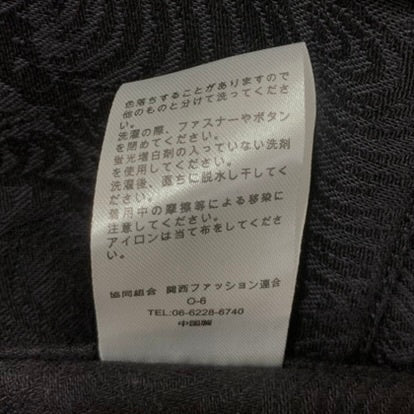 色落ちすることがありますので
他のものと分けて洗ってくださ
い。
洗濯の際、ファスナーやボタン
を閉めてください。
蛍光増白剤の入っていない洗剤
を使用してください。
洗濯後、直ちに脱水し干してく
ださい。
着用中の摩擦等による移染に
注意してください。
アイロンは当て布をしてくださ
い。
協同組合 関西ファッション連合
O-6
TEL:06-6228-6740
中国製